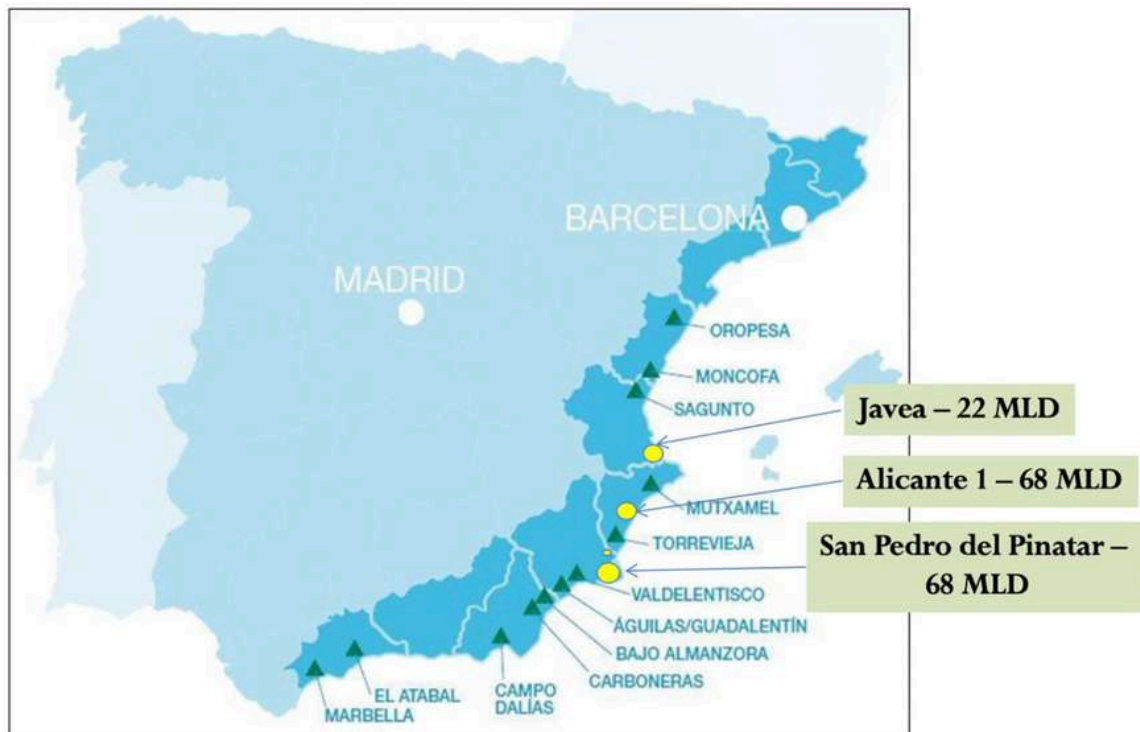 BARCELONA
MADRID
OROPESA
MONCOFA
SAGUNTO
Javea – 22 MLD
Alicante 1 – 68 MLD
MUTXAMEL
TORREVIEJA
San Pedro del Pinatar –
68 MLD
VALDELENTISCO
ÁGUILAS/GUADALENTÍN
BAJO ALMANZORA
CARBONERAS
CAMPO
DALÍAS
EL ATABAL
MARBELLA